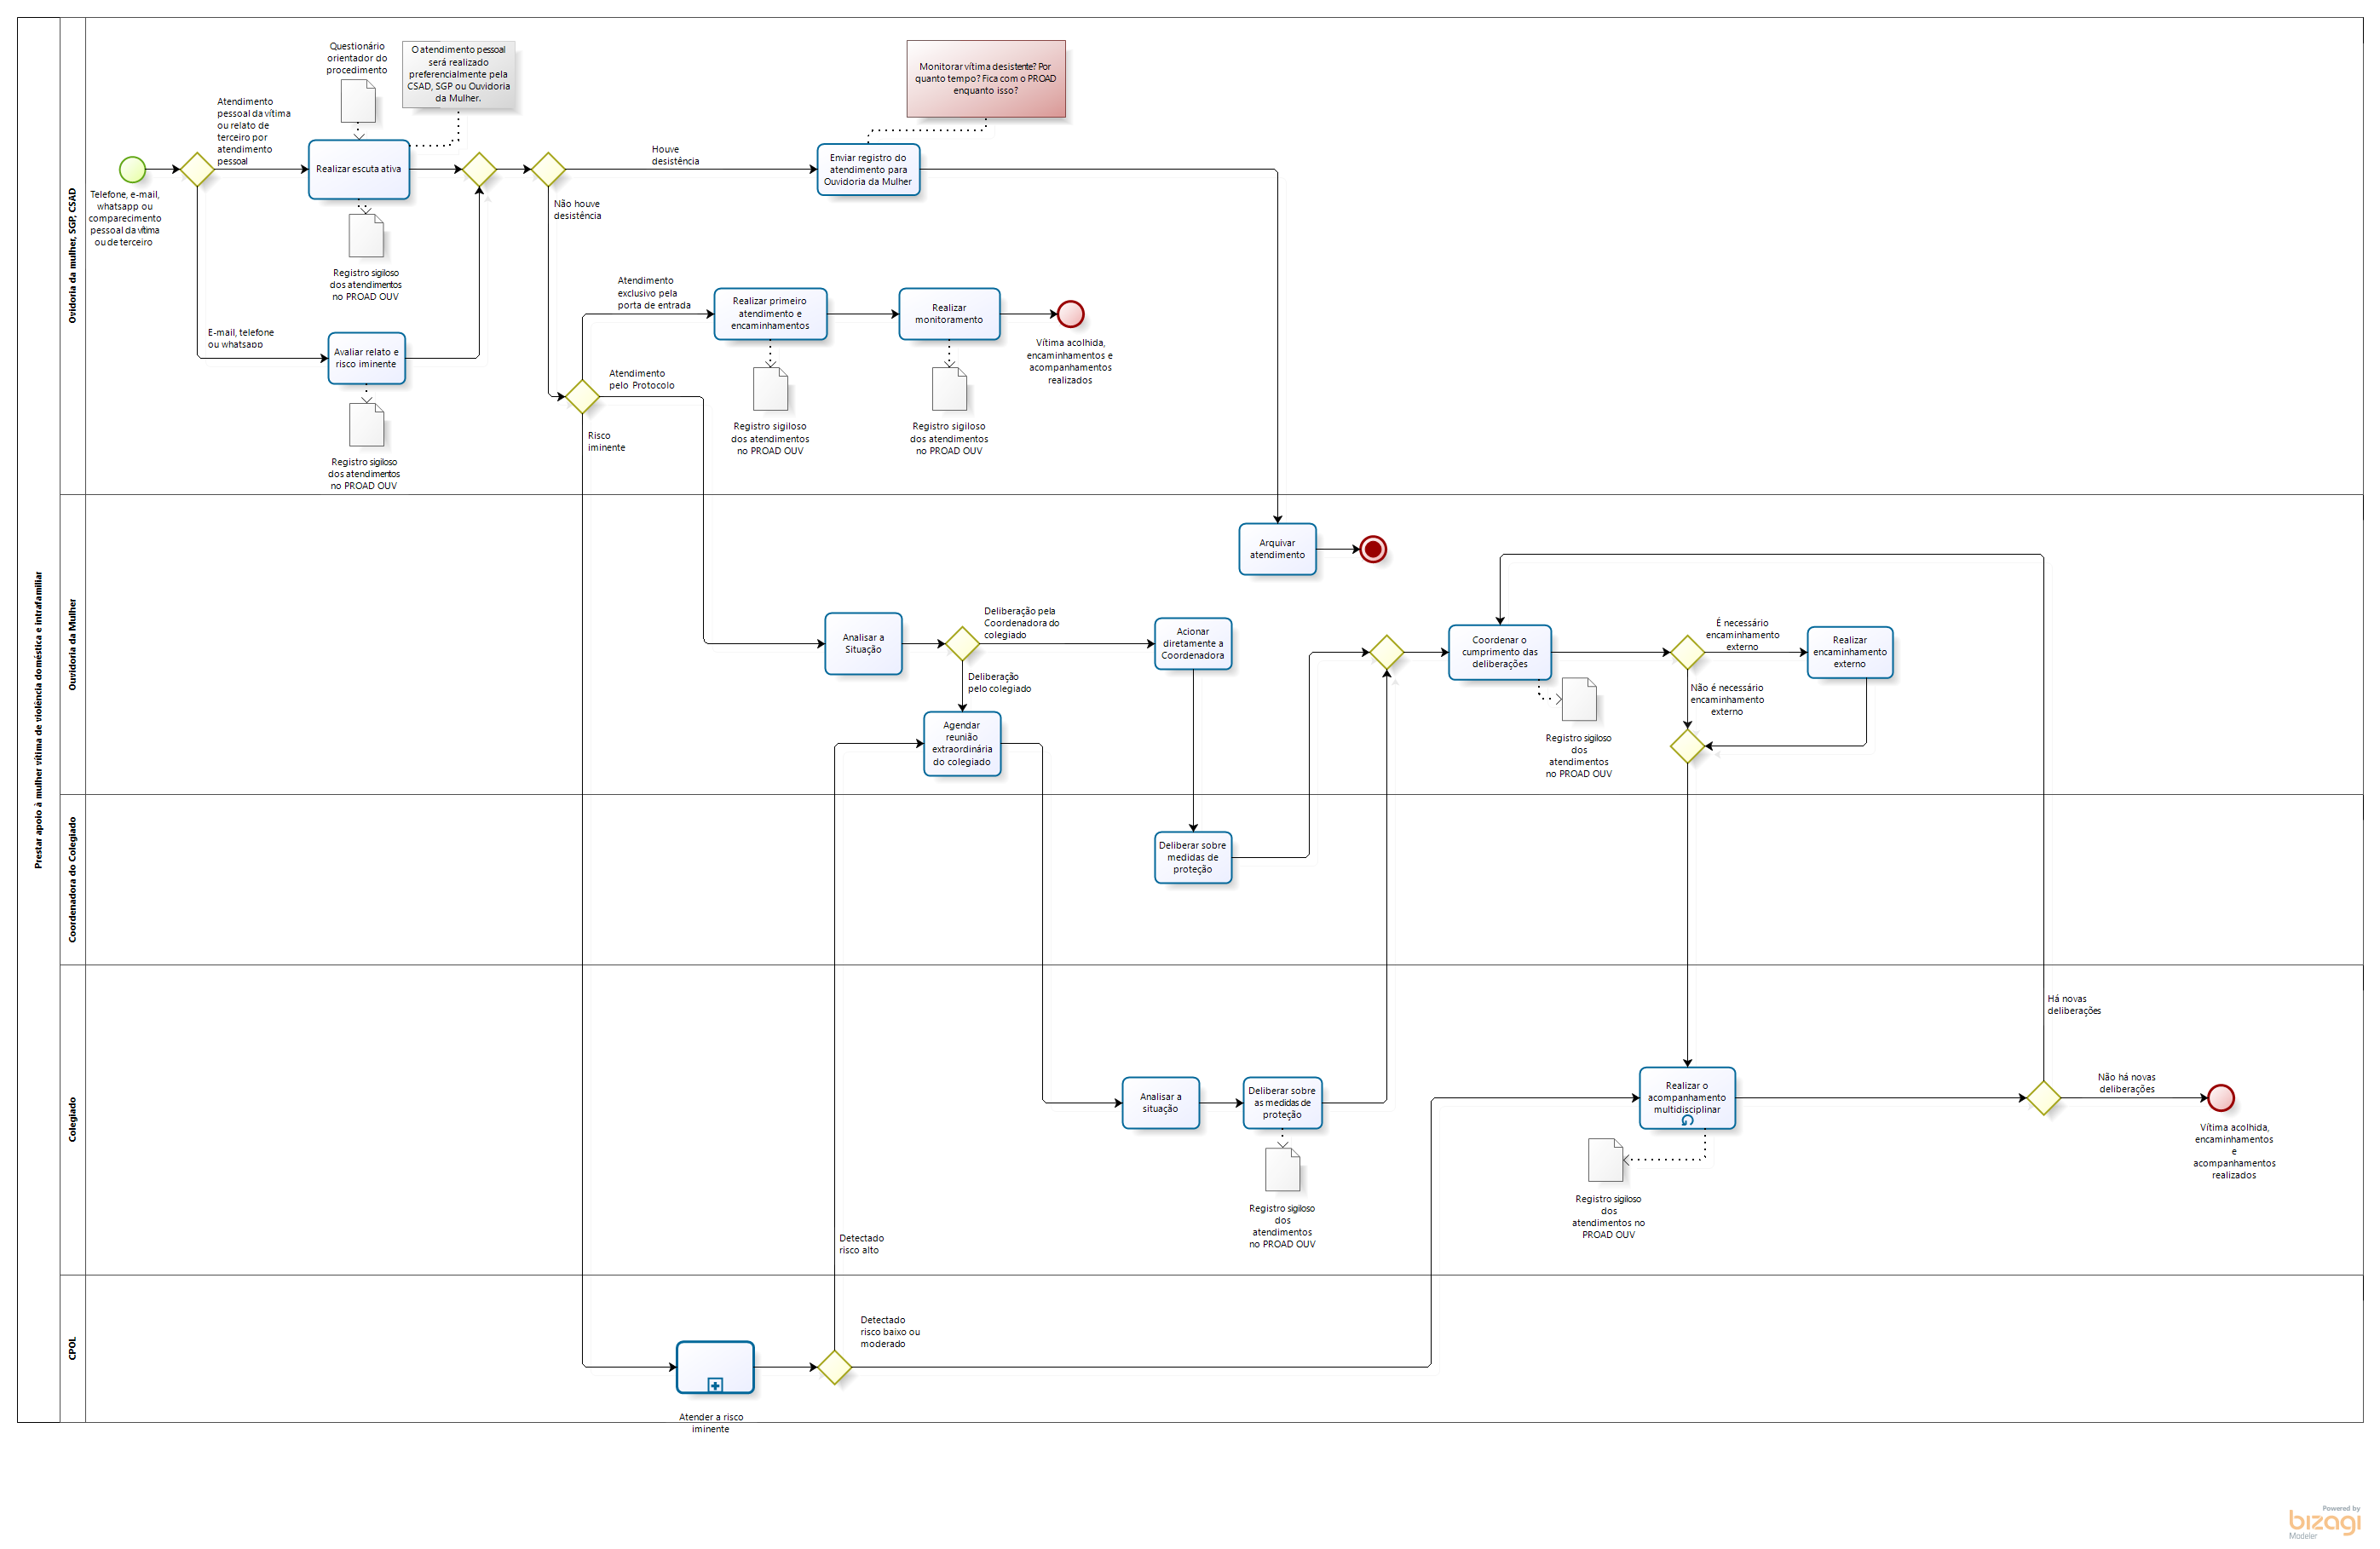 Prestar apoio à mulher vítima de violência doméstica e intrafamiliar
Ovidoria da mulher, SGP, CSAD
Telefone, e-mail,
whatsapp ou
comparecimento
pessoal da vítima
ou de terceiro
Atendimento
pessoal da vítima
ou relato de
terceiro por
atendimento
pessoal
Questionário
orientador do
procedimento
O atendimento pessoal
será realizado
preferencialmente pela
CSAD, SGP ou Ouvidoria
da Mulher.
Realizar escuta ativa
Registro sigiloso
dos atendimentos
no PROAD OUV
E-mail, telefone
ou whatsapp
Avaliar relato e
risco iminente
Registro sigiloso
dos atendimentos
no PROAD OUV
Houve
desistência
Não houve
desistência
Monitorar vítima desistente? Por
quanto tempo? Fica com o PROAD
enquanto isso?
Enviar registro do
atendimento para
Ouvidoria da Mulher
Atendimento
exclusivo pela
porta de entrada
Realizar primeiro
atendimento e
encaminhamentos
Registro sigiloso
dos atendimentos
no PROAD OUV
Realizar
monitoramento
Registro sigiloso
dos atendimentos
no PROAD OUV
Vítima acolhida,
encaminhamentos e
acompanhamentos
realizados
Atendimento
pelo Protocolo
Risco
iminente
Ouvidoria da Mulher
Arquivar
atendimento
Analisar a
Situação
Deliberação pela
Coordenadora do
colegiado
Deliberação
pelo colegiado
Acionar
diretamente a
Coordenadora
Agendar
reunião
extraordinária
do colegiado
Coordenar o
cumprimento das
deliberações
Registro sigiloso
dos
atendimentos
no PROAD OUV
É necessário
encaminhamento
externo
Não é necessário
encaminhamento
externo
Realizar
encaminhamento
externo
Coordenadora do Colegiado
Deliberar sobre
medidas de
proteção
Colegiado
Analisar a
situação
Deliberar sobre
as medidas de
proteção
Registro sigiloso
dos
atendimentos
no PROAD OUV
Realizar o
acompanhamento
multidisciplinar
Registro sigiloso
dos
atendimentos no
PROAD OUV
Há novas
deliberações
Não há novas
deliberações
Vítima acolhida,
encaminhamentos
e
acompanhamentos
realizados
Detectado
risco alto
CPOL
Detectado
risco baixo ou
moderado
Atender a risco
iminente
Powered by
bizagi
Modeler